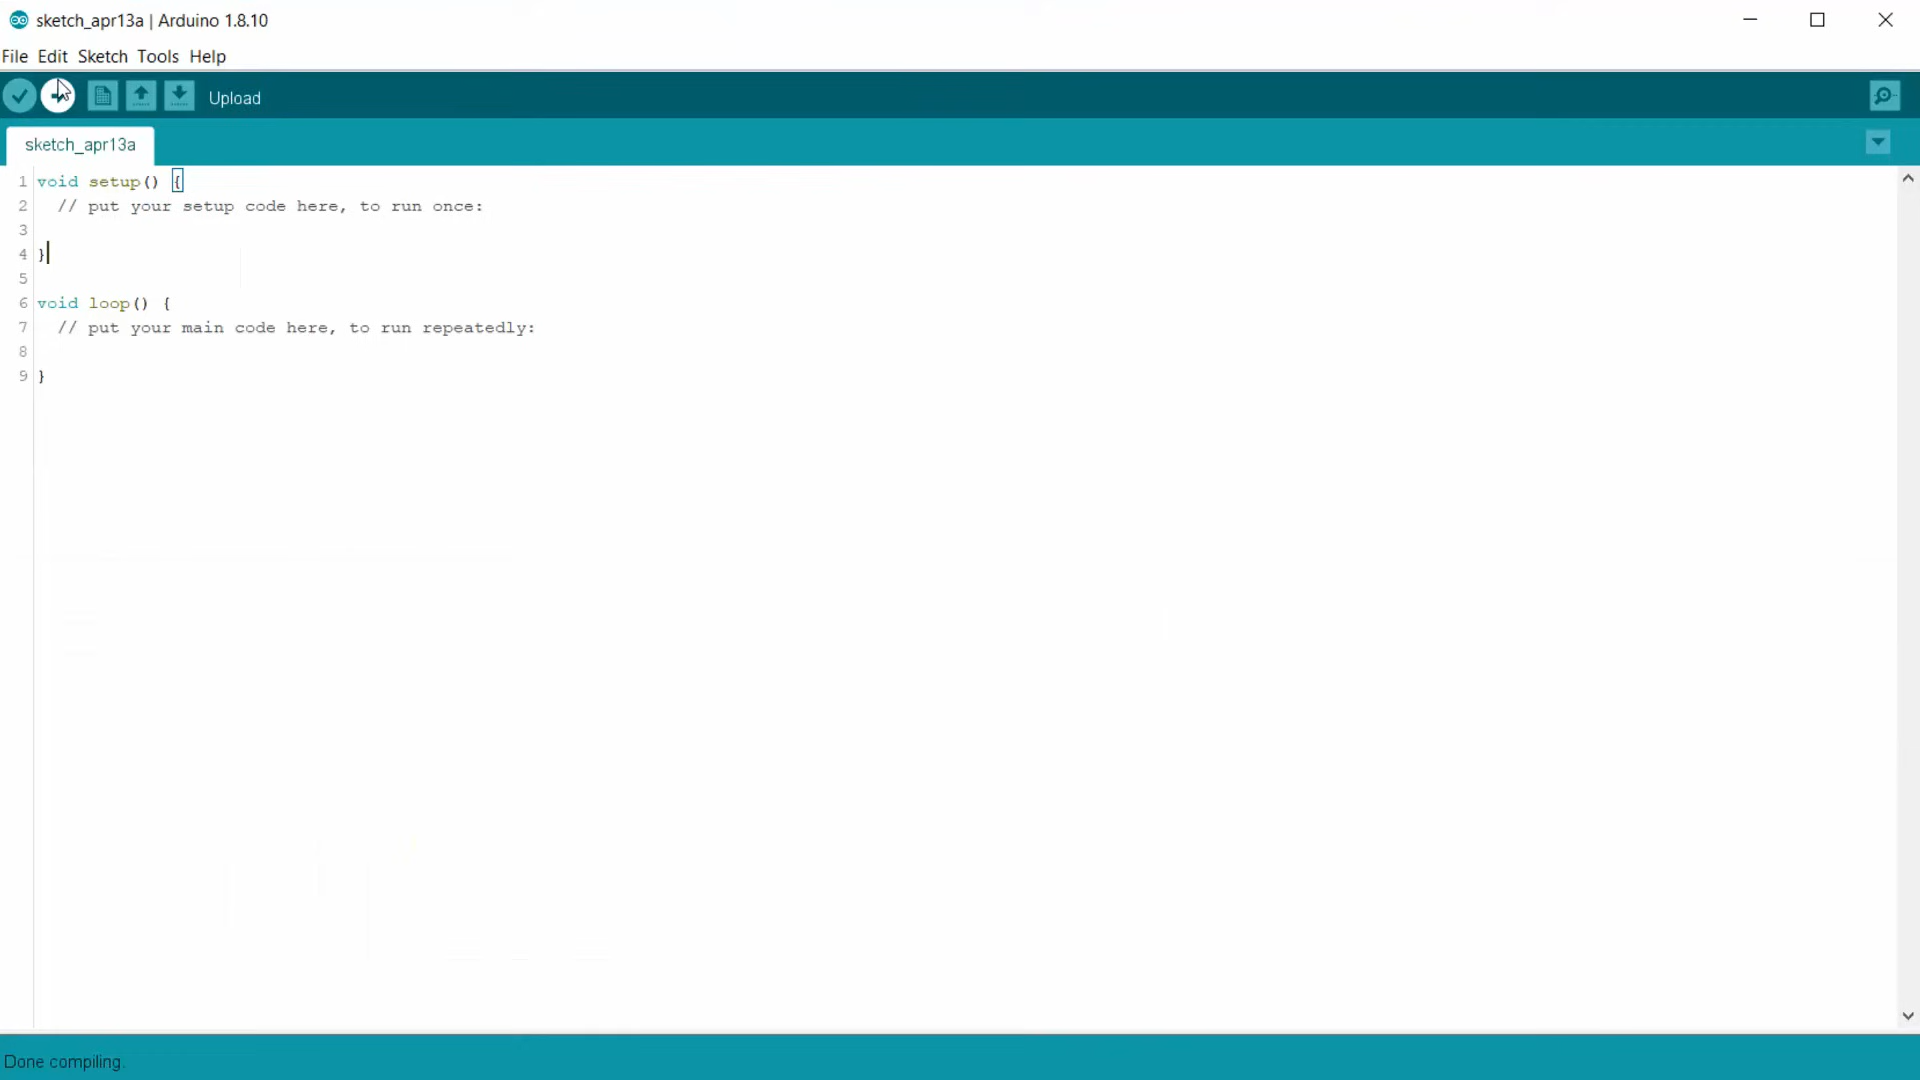 sketch_apr13a | Arduino 1.8.10
File Edit Sketch Tools Help
Upload
sketch_apr13a
1 void setup() {
2   // put your setup code here, to run once:
3
4 }
5
6 void loop() {
7   // put your main code here, to run repeatedly:
8
9 }
Done compiling.